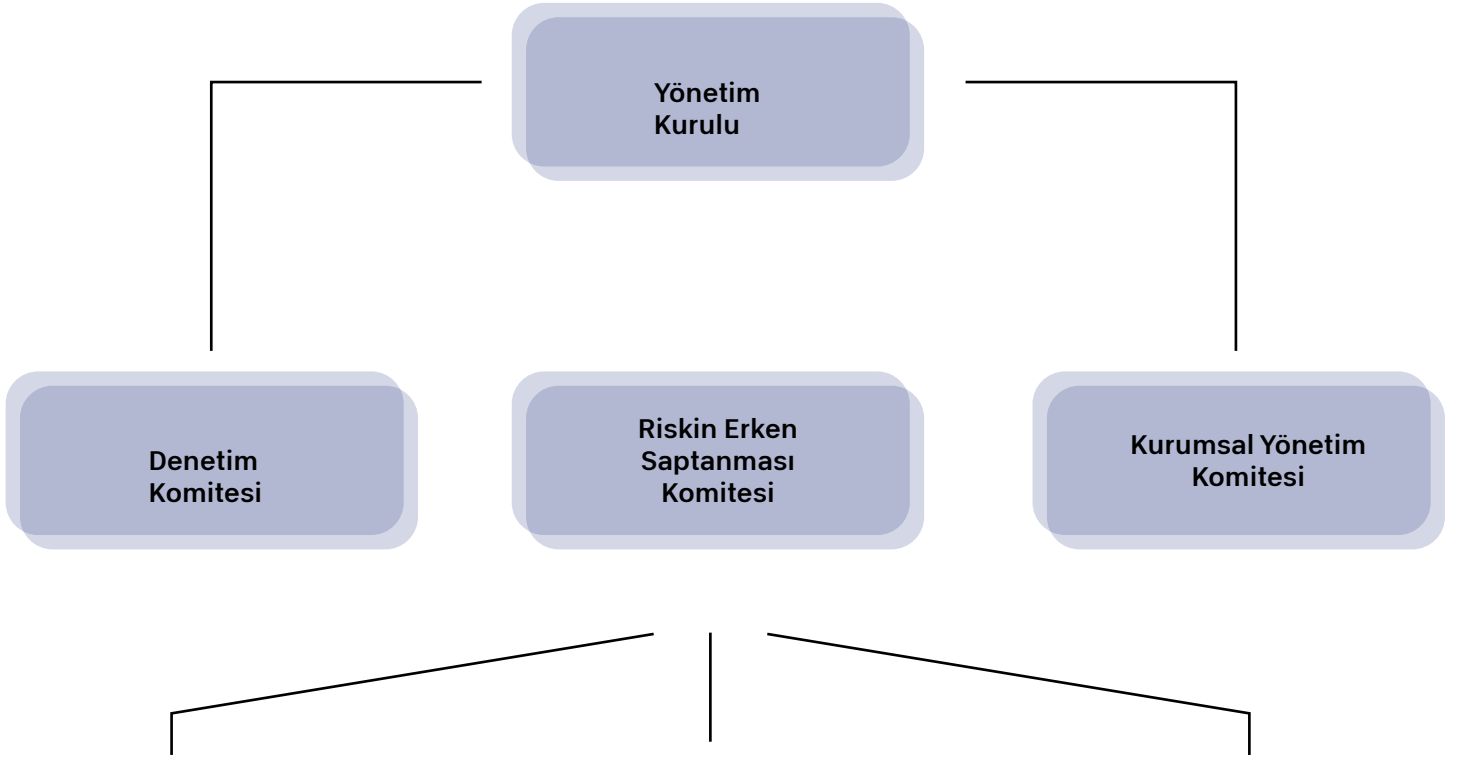 Yönetim
Kurulu
Denetim
Komitesi
Riskin Erken
Saptanması
Komitesi
Kurumsal Yönetim
Komitesi